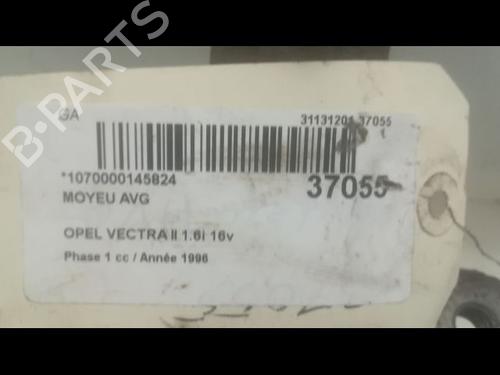 B-PARTS
GA
31131201 37055
1
*1070000145824
37055
MOYEU AVG
OPEL VECTRA II 1.6i 16v
Phase 1 cc / Année 1996